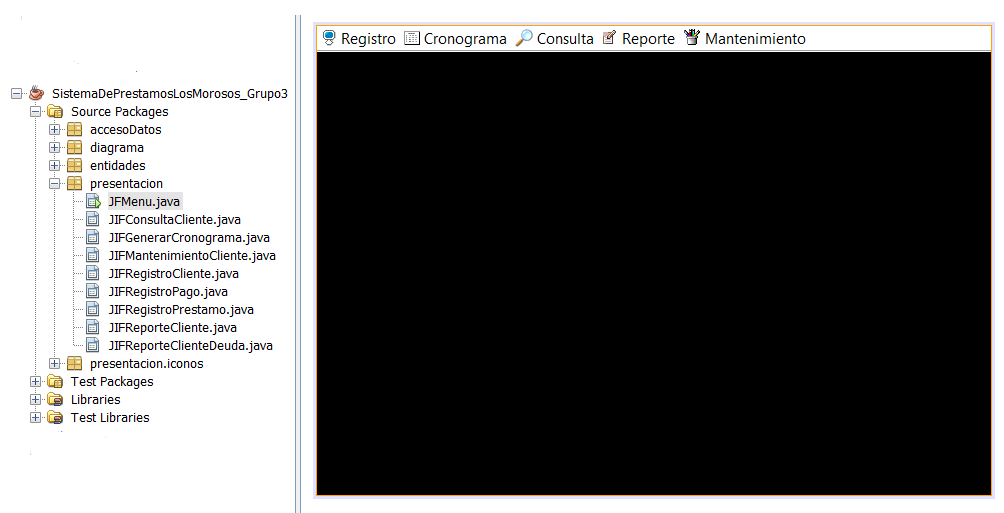 SistemaDePrestamosLosMorosos_Grupo3
Source Packages
accesoDatos
diagrama
entidades
presentacion
JFMenu.java
JIFConsultaCliente.java
JIFGenerarCronograma.java
JIFMantenimientoCliente.java
JIFRegistroCliente.java
JIFRegistroPago.java
JIFRegistroPrestamo.java
JIFReporteCliente.java
JIFReporteClienteDeuda.java
presentacion.iconos
Test Packages
Libraries
Test Libraries
Registro Cronograma Consulta Reporte Mantenimiento